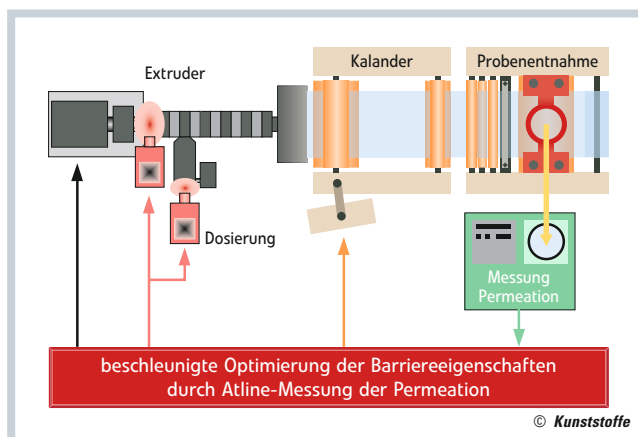 Extruder
Kalander
Probenentnahme
Dosierung
Messung
Permeation
beschleunigte Optimierung der Barriereeigenschaften
durch Atline-Messung der Permeation
© Kunststoffe